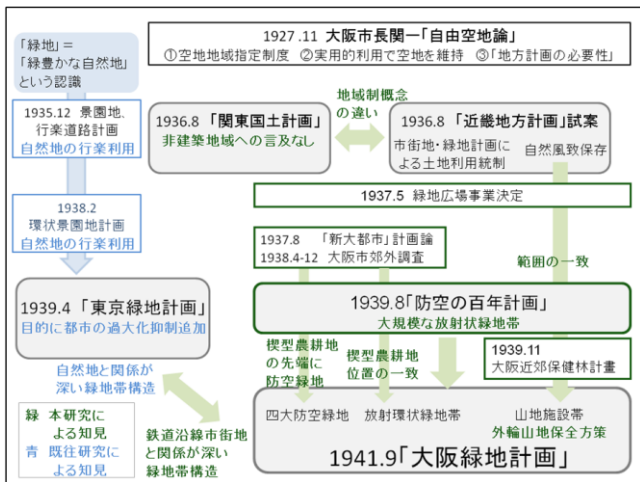 1927.11 大阪市長関一「自由空地論」
①空地地域指定制度 ②実用的利用で空地を維持 ③「地方計画の必要性」
「緑地」＝
「緑豊かな自然地」
という認識
1935.12 景園地、
行楽道路計画
自然地の行楽利用
1936.8「関東国土計画」
非建築地域への言及なし
地域制概念
の違い
1936.8「近畿地方計画」試案
市街地・緑地計画に
よる土地利用統制
自然風致保存
1937.5 緑地広場事業決定
1938.2
環状景園地計画
自然地の行楽利用
1937.8 「新大都市」計画論
1938.4-12 大阪市郊外調査
範囲の一致
1939.4「東京緑地計画」
目的に都市の過大化抑制追加
1939.8「防空の百年計画」
大規模な放射状緑地帯
楔型農耕地
の先端に
防空緑地
楔型農耕地
位置の一致
1939.11
大阪近郊保健林計畫
自然地と関係が
深い緑地帯構造
緑 本研究に
よる知見
青 既往研究に
よる知見
鉄道沿線市街地
と関係が深い
緑地帯構造
四大防空緑地
放射環状緑地帯
山地施設帯
外輪山地保全方策
1941.9「大阪緑地計画」